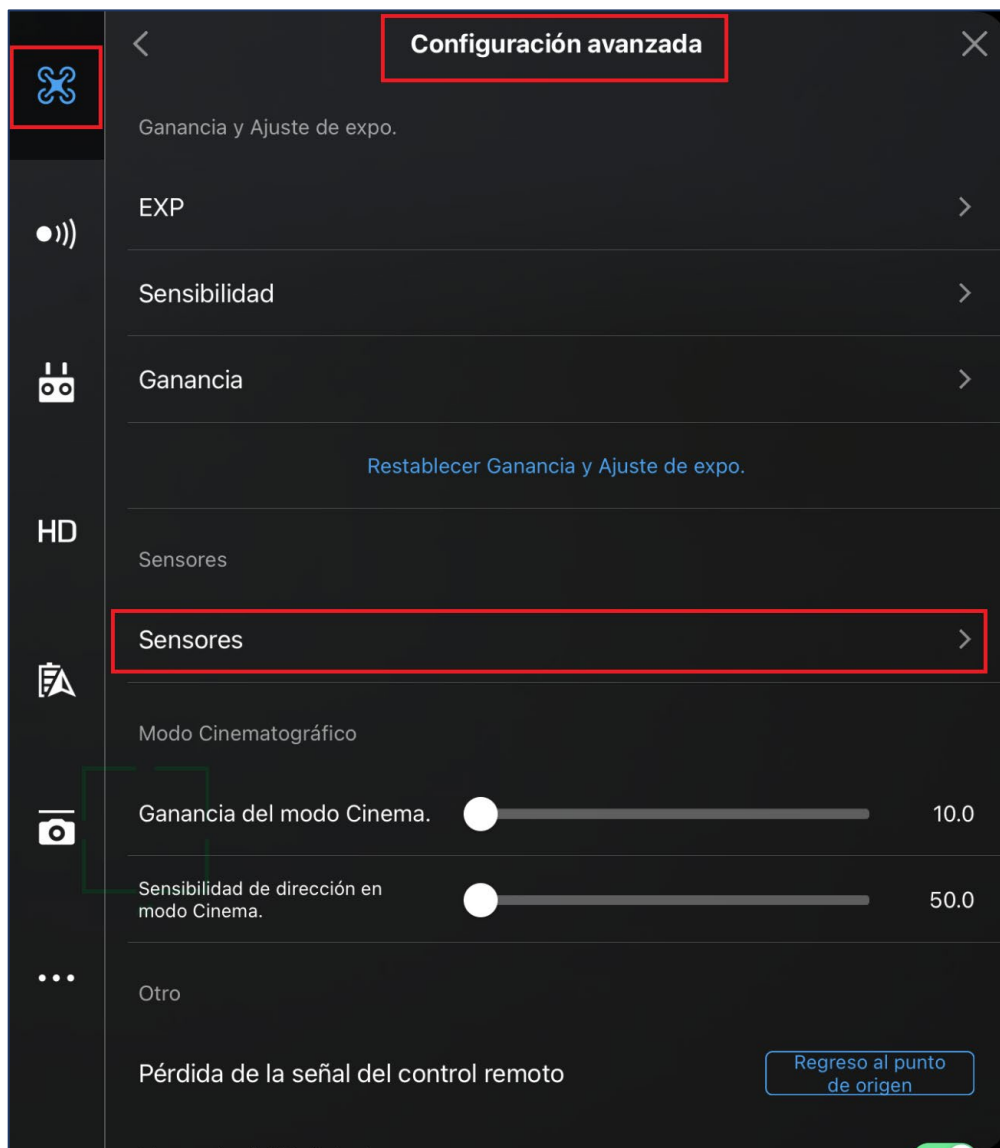 Configuración avanzada
Ganancia y Ajuste de expo.
EXP
Sensibilidad
Ganancia
Restablecer Ganancia y Ajuste de expo.
HD
Sensores
Sensores
Modo Cinematográfico
Ganancia del modo Cinema. 10.0
Sensibilidad de dirección en
modo Cinema. 50.0
Otro
Pérdida de la señal del control remoto
Regreso al punto
de origen